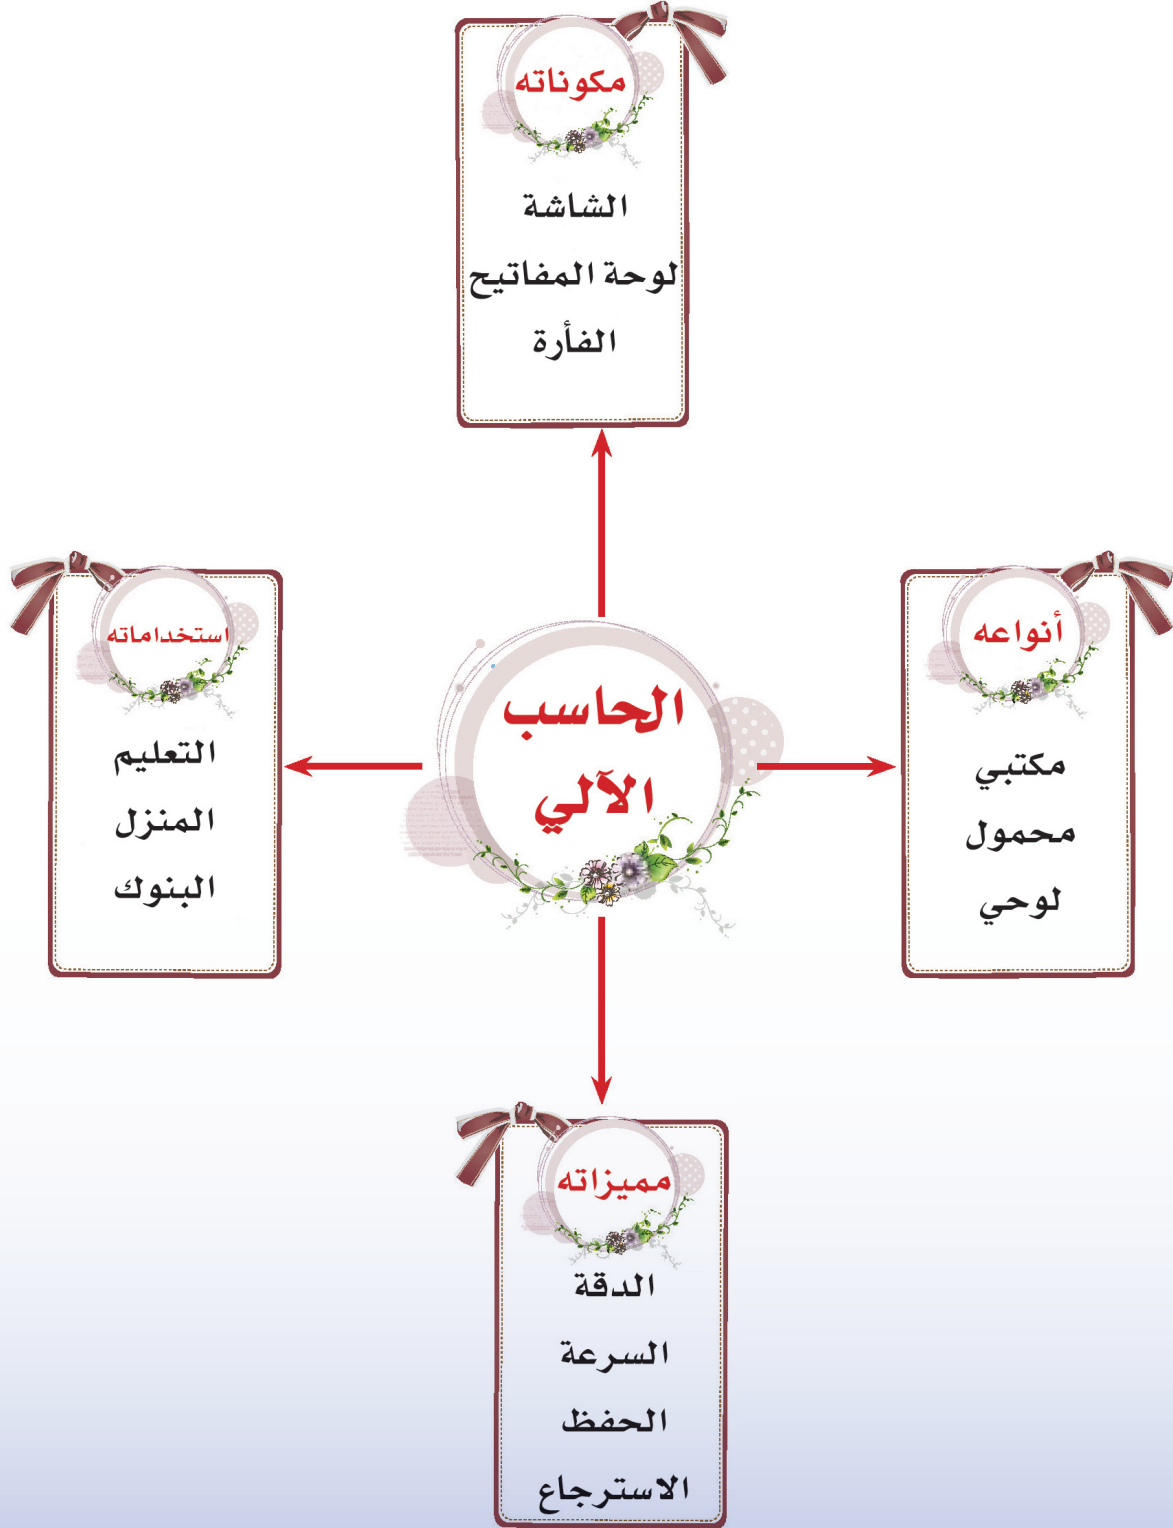 مكوناته
الشاشة
لوحة المفاتيح
الفأرة
أنواعه
مكتبي
محمول
لوحي
الحاسب
الآلي
استخداماته
التعليم
المنزل
البنوك
مميزاته
الدقة
السرعة
الحفظ
الاسترجاع